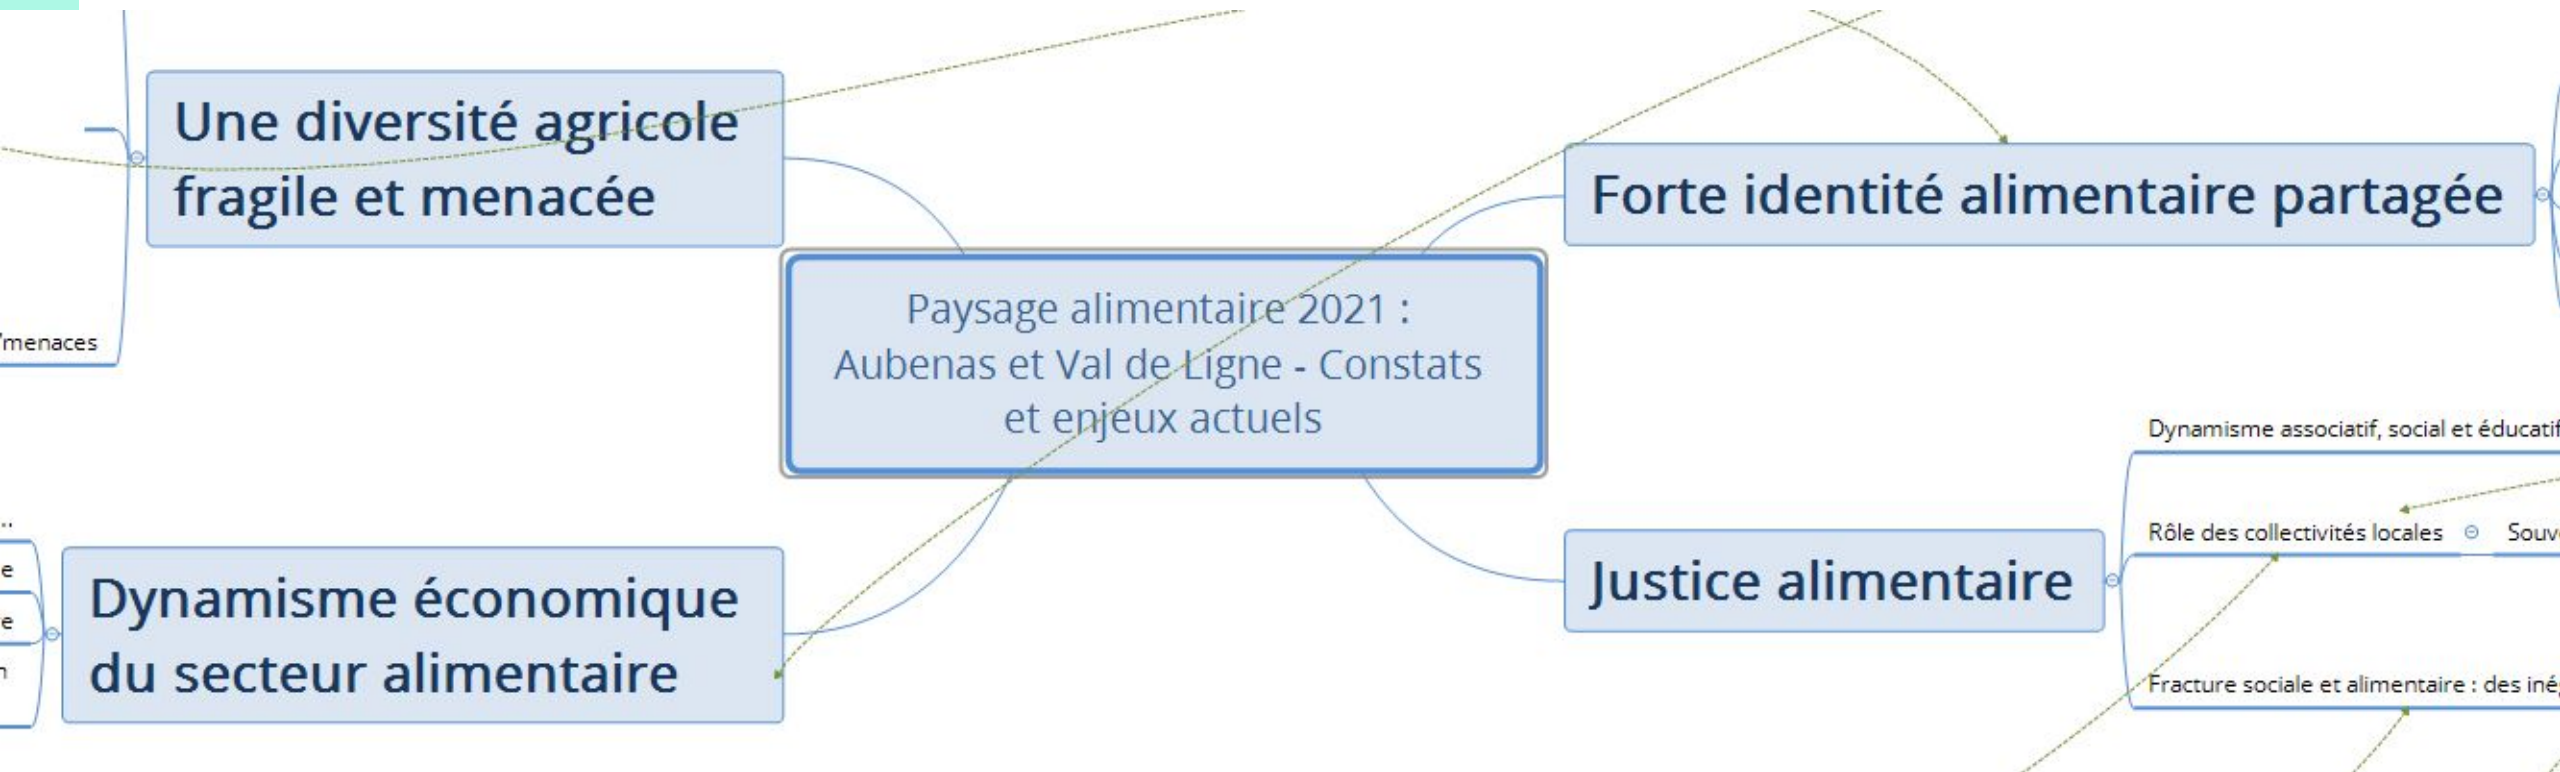 Une diversité agricole
fragile et menacée
Forte identité alimentaire partagée
Paysage alimentaire 2021 :
Aubenas et Val de Ligne - Constats
et enjeux actuels
menaces
Dynamisme associatif, social et éducatif
Rôle des collectivités locales
Dynamisme économique
du secteur alimentaire
Justice alimentaire
Fracture sociale et alimentaire : des